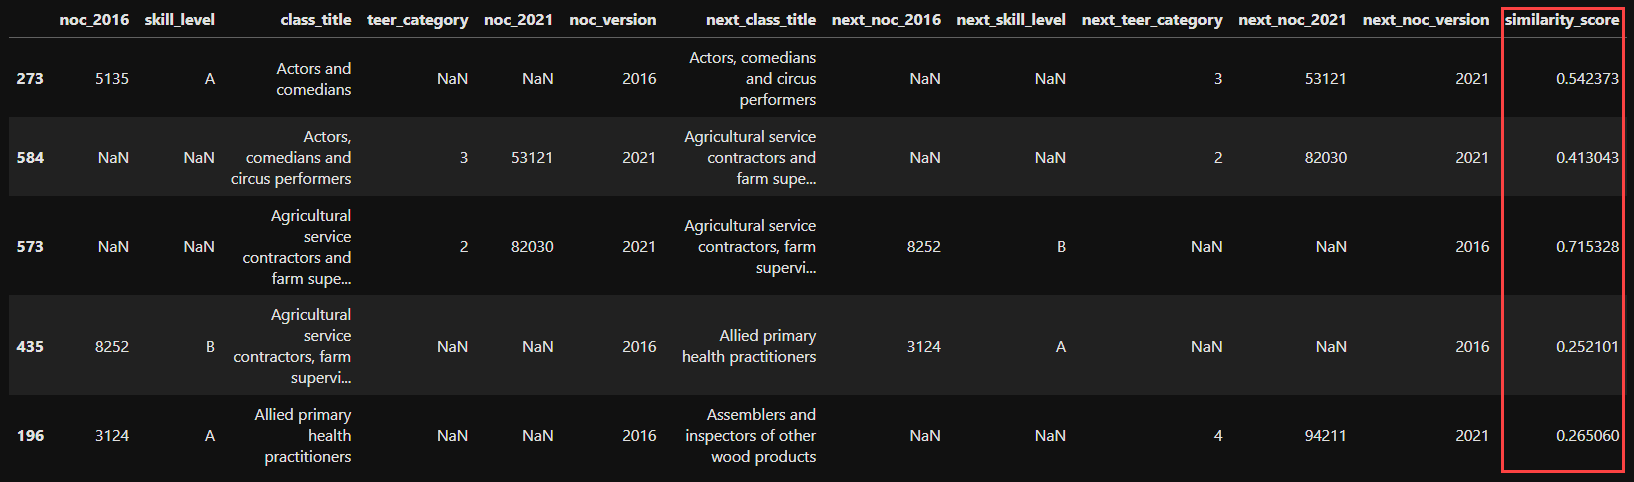 noc_2016 skill_level class_title teer_category noc_2021 noc_version next_class_title next_noc_2016 next_skill_level next_teer_category next_noc_2021 next_noc_version similarity_score
273 5135 A Actors and comedians NaN NaN 2016 Actors, comedians and circus performers NaN NaN 3 53121 2021 0.542373
584 NaN NaN Actors, comedians and circus performers 3 53121 2021 Agricultural service contractors and farm supe... NaN NaN 2 82030 2021 0.413043
573 NaN NaN Agricultural service contractors and farm supe... 2 82030 2021 Agricultural service contractors, farm supervi... 8252 B NaN NaN 2016 0.715328
435 8252 B Agricultural service contractors, farm supervi... NaN NaN 2016 Allied primary health practitioners 3124 A NaN NaN 2016 0.252101
196 3124 A Allied primary health practitioners NaN NaN 2016 Assemblers and inspectors of other wood products NaN NaN 4 94211 2021 0.265060